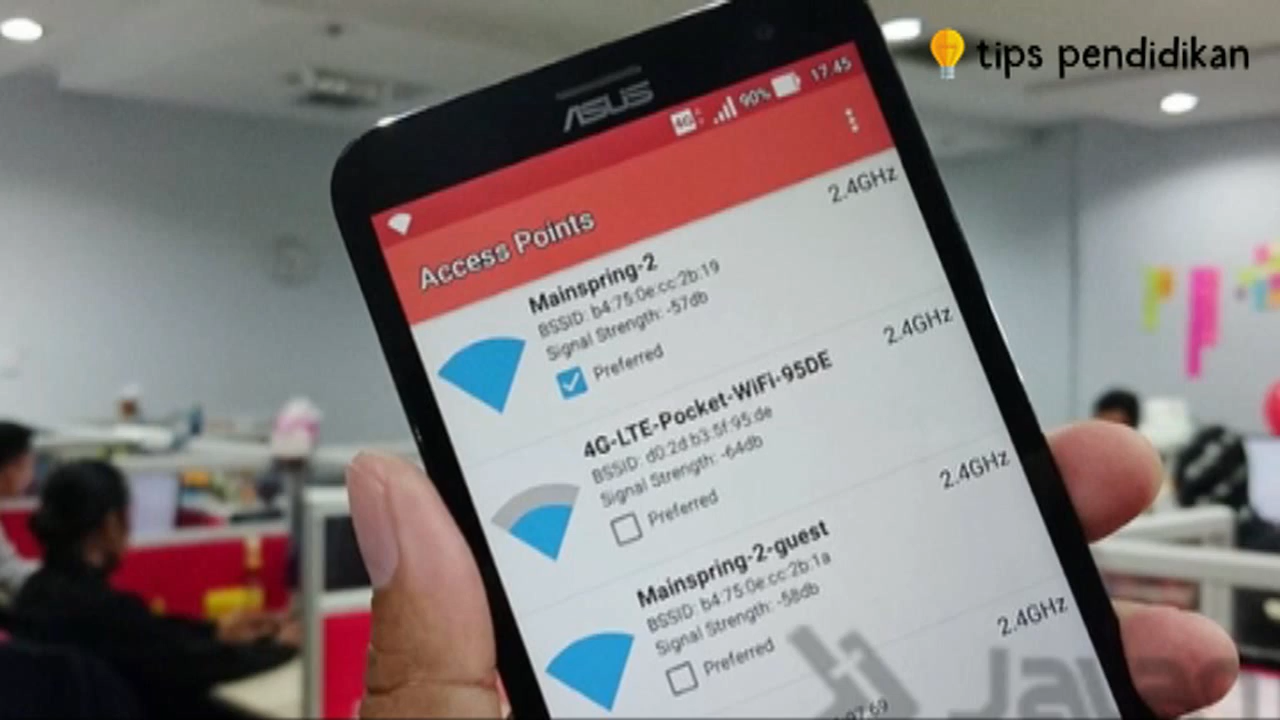 tips pendidikan
ASUS
4G 90% 17.45
Access Points
2.4GHz
Mainspring-2
BSSID: b4:75:0e:cc:2b:19
Signal Strength: -57db
Preferred
2.4GHz
4G-LTE-Pocket-WiFi-95DE
BSSID: d0:2d:b3:5f:95:de
Signal Strength: -64db
Preferred
2.4GHz
Mainspring-2-guest
BSSID: b4:75:0e:cc:2b:1a
Signal Strength: -58db
Preferred
2.4GHz